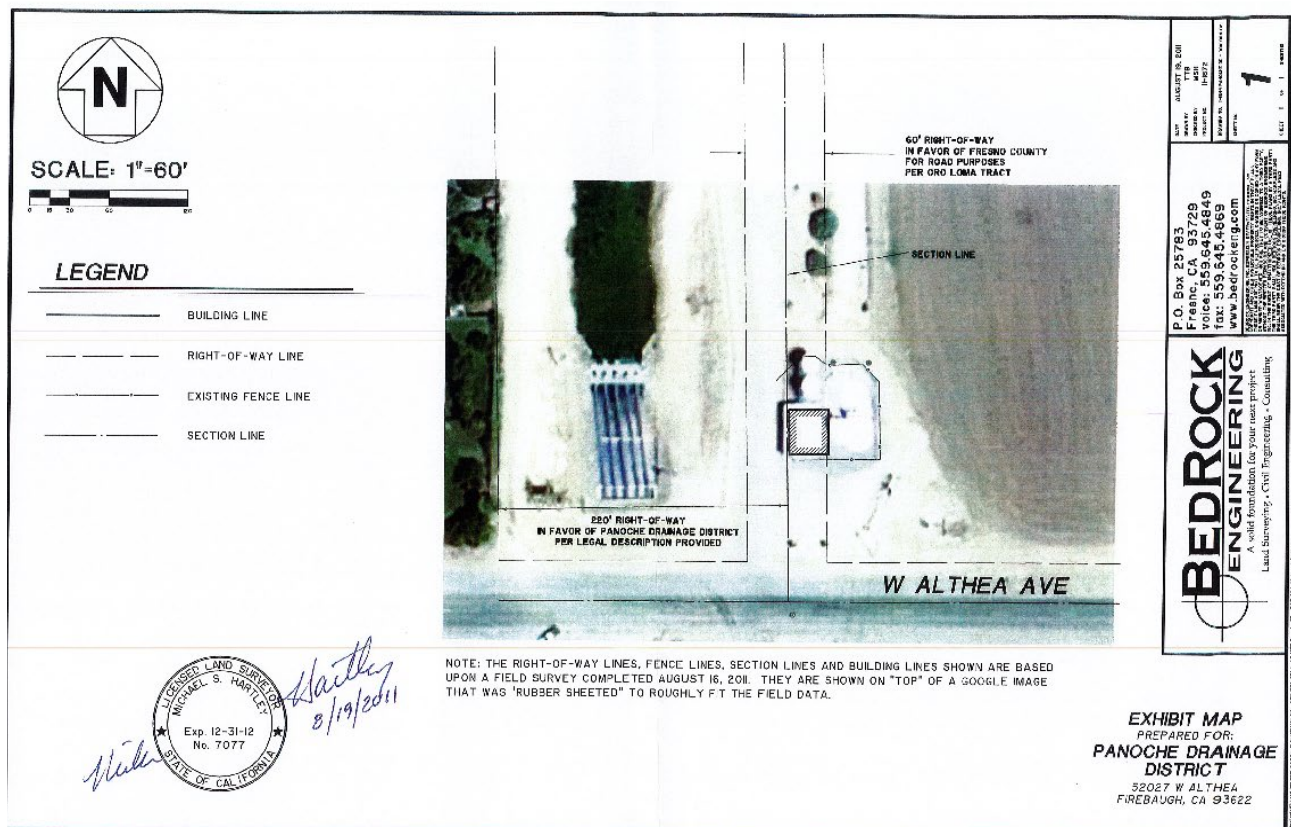 N
SCALE: 1"=60'
LEGEND
BUILDING LINE
RIGHT-OF-WAY LINE
EXISTING FENCE LINE
SECTION LINE
60' RIGHT-OF-WAY
IN FAVOR OF FRESNO COUNTY
FOR ROAD PURPOSES
PER ORO LOMA TRACT
SECTION LINE
220' RIGHT-OF-WAY
IN FAVOR OF PANOCHE DRAINAGE DISTRICT
PER LEGAL DESCRIPTION PROVIDED
W ALTHEA AVE
NOTE: THE RIGHT-OF-WAY LINES, FENCE LINES, SECTION LINES AND BUILDING LINES SHOWN ARE BASED
UPON A FIELD SURVEY COMPLETED AUGUST 16, 2011. THEY ARE SHOWN ON "TOP" OF A GOOGLE IMAGE
THAT WAS 'RUBBER SHEETED" TO ROUGHLY FT THE FIELD DATA.
LICENSED LAND SURVEYOR
MICHAEL S. HARTLEY
Exp. 12-31-12
No. 7077
STATE OF CALIFORNIA
Hartley
8/19/2011
AUGUST 19, 2011
TTB
MSH
1
P.O. Box 25783
Fresno, CA 93729
voice: 559.645.4849
fax: 559.645.4869
www.bedrockeng.com
BEDROCK
ENGINEERING
A solid foundation for your next project
Land Surveying • Civil Engineering • Consulting
EXHIBIT MAP
PREPARED FOR:
PANOCHE DRAINAGE
DISTRICT
52027 W ALTHEA
FIREBAUGH, CA 93622